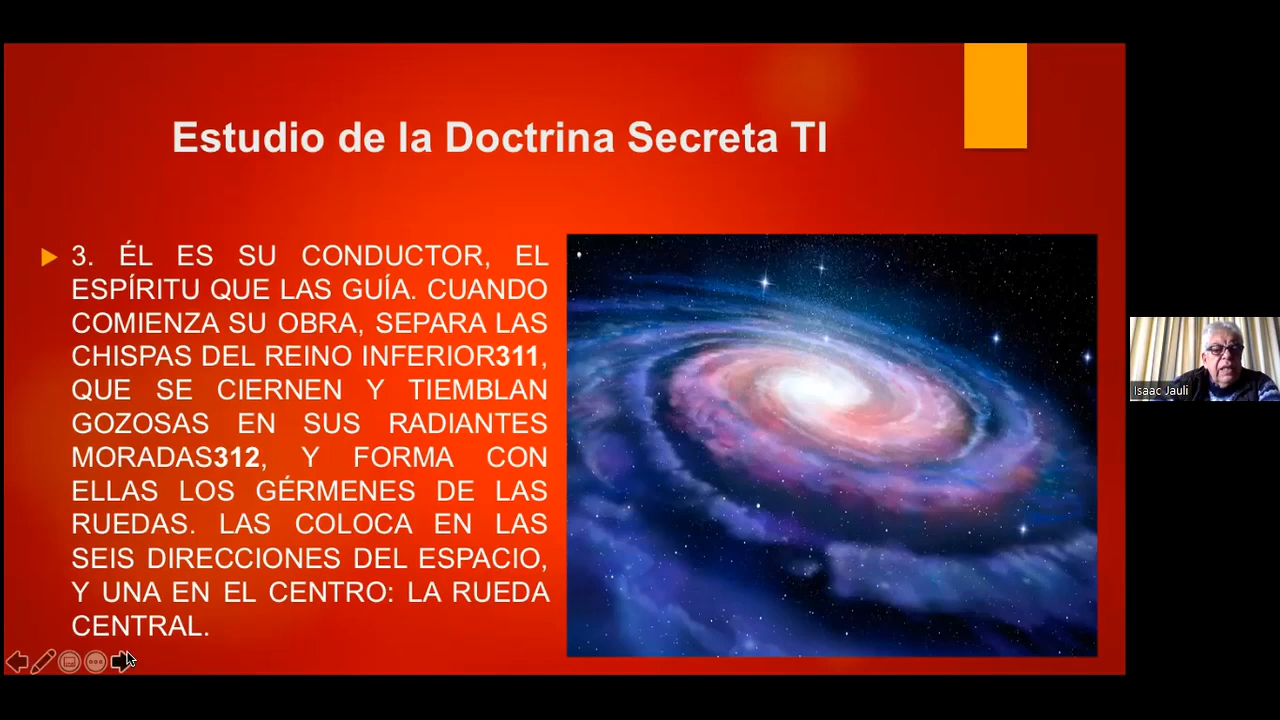 Estudio de la Doctrina Secreta TI
3. ÉL ES SU CONDUCTOR, EL
ESPÍRITU QUE LAS GUÍA. CUANDO
COMIENZA SU OBRA, SEPARA LAS
CHISPAS DEL REINO INFERIOR311,
QUE SE CIERNEN Y TIEMBLAN
GOZOSAS EN SUS RADIANTES
MORADAS312, Y FORMA CON
ELLAS LOS GÉRMENES DE LAS
RUEDAS. LAS COLOCA EN LAS
SEIS DIRECCIONES DEL ESPACIO,
Y UNA EN EL CENTRO: LA RUEDA
CENTRAL.
Isaac Jauli